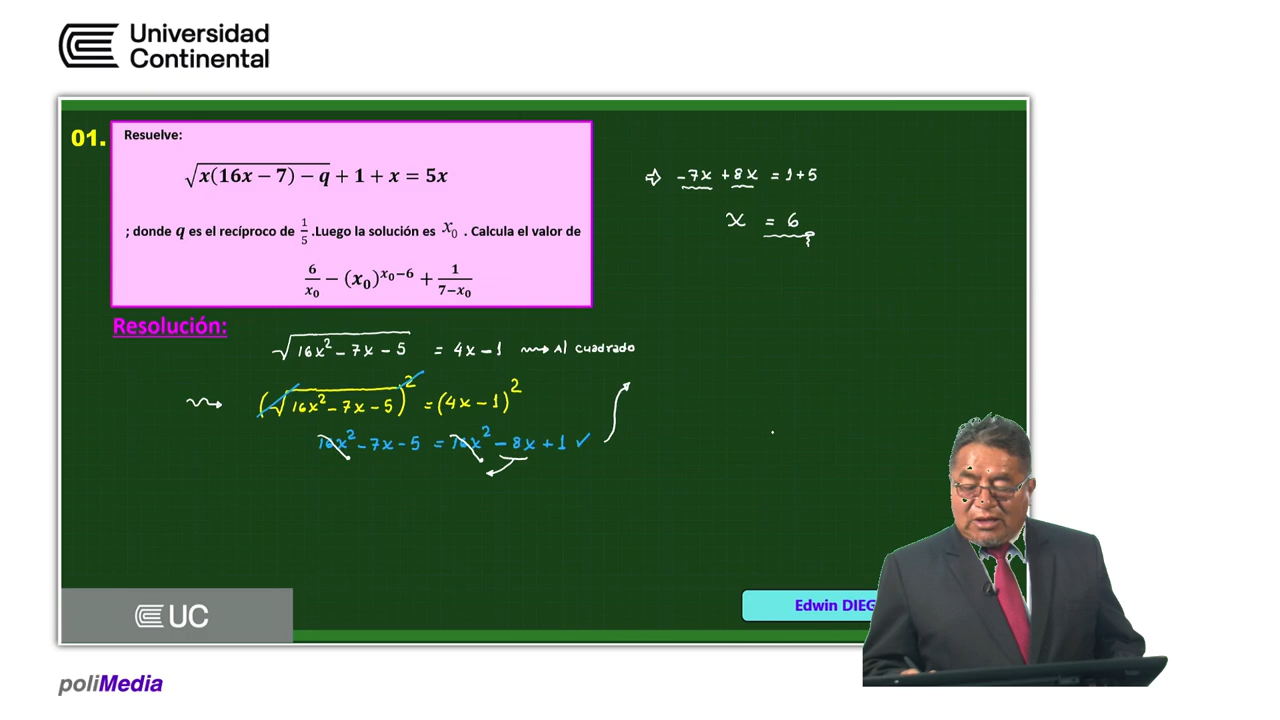 Universidad
Continental
01.
Resuelve:
√x(16x − 7) − q + 1 + x = 5x
; donde q es el recíproco de 1/5 .Luego la solución es x₀ . Calcula el valor de
6/x₀ − (x₀)^(x₀−6) + 1/(7−x₀)
Resolución:
√16x² − 7x − 5 = 4x − 1 Al cuadrado
(√16x² − 7x − 5)² = (4x − 1)²
16x² − 7x − 5 = 16x² − 8x + 1
⇒ −7x + 8x = 1 + 5
x = 6
UC
Edwin DIEG
poliMedia